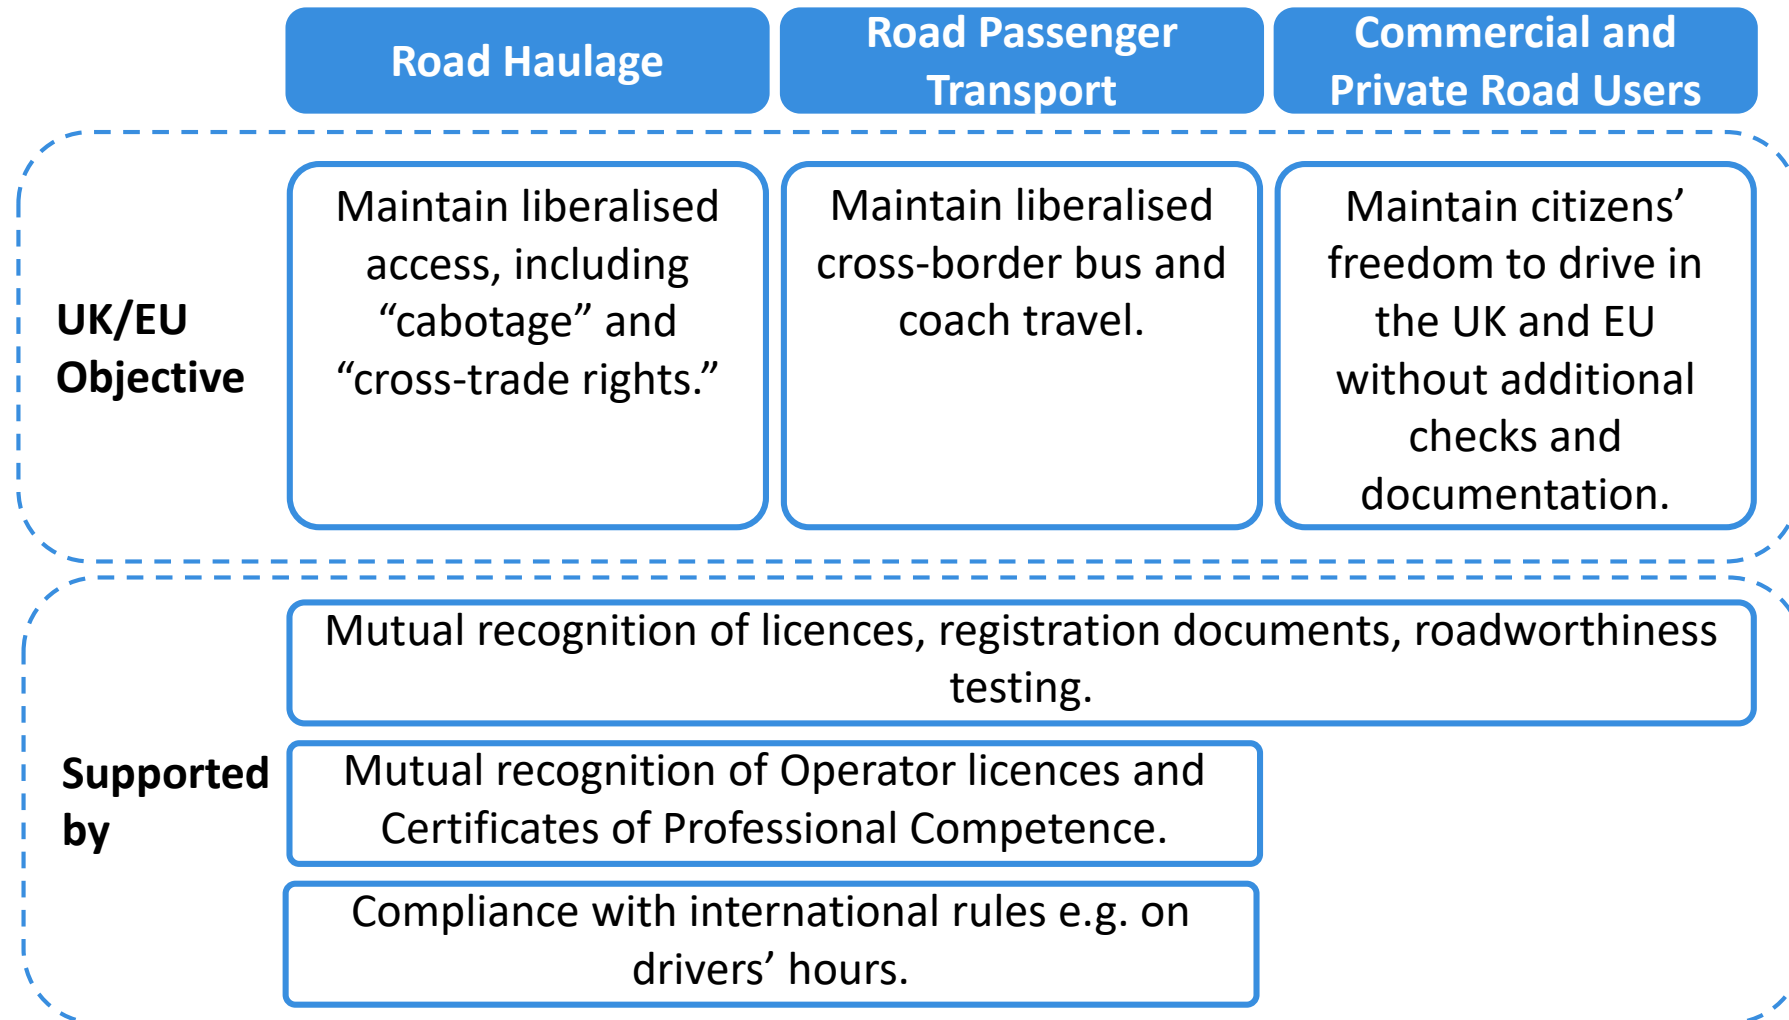 Road Haulage
Road Passenger
Transport
Commercial and
Private Road Users
UK/EU
Objective
Maintain liberalised
access, including
“cabotage” and
“cross-trade rights.”
Maintain liberalised
cross-border bus and
coach travel.
Maintain citizens’
freedom to drive in
the UK and EU
without additional
checks and
documentation.
Supported
by
Mutual recognition of licences, registration documents, roadworthiness
testing.
Mutual recognition of Operator licences and
Certificates of Professional Competence.
Compliance with international rules e.g. on
drivers’ hours.